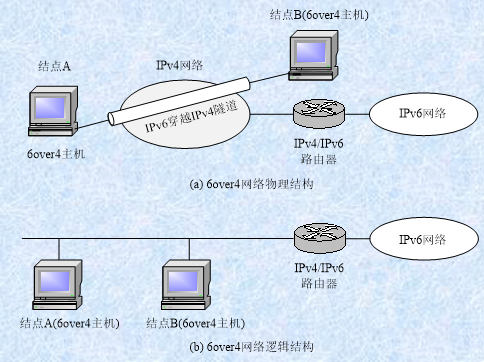 结点B(6over4主机)
结点A
IPv4网络
IPv6穿越IPv4隧道
IPv6网络
6over4主机
IPv4/IPv6
路由器
(a) 6over4网络物理结构
IPv6网络
IPv4/IPv6
路由器
结点A(6over4主机)
结点B(6over4主机)
(b) 6over4网络逻辑结构